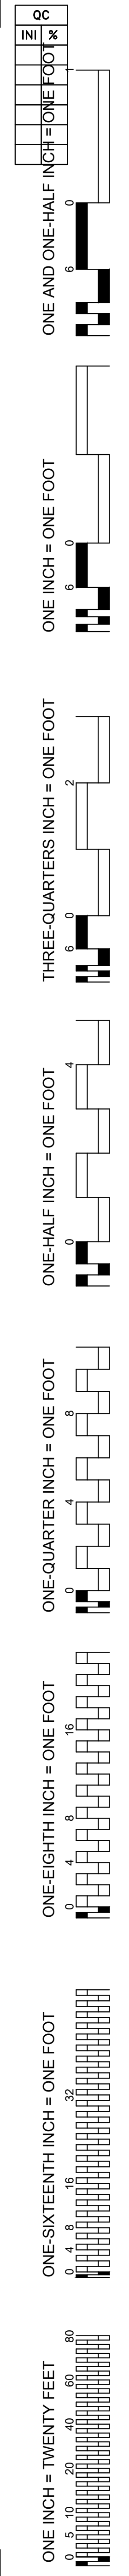 QC
INI %
ONE AND ONE-HALF INCH = ONE FOOT
6 0 1
ONE INCH = ONE FOOT
6 0
THREE-QUARTERS INCH = ONE FOOT
6 0 2
ONE-HALF INCH = ONE FOOT
0 4
ONE-QUARTER INCH = ONE FOOT
0 4 8
ONE-EIGHTH INCH = ONE FOOT
0 4 8 16
ONE-SIXTEENTH INCH = ONE FOOT
0 4 8 16 32
ONE INCH = TWENTY FEET
0 5 10 20 40 60 80